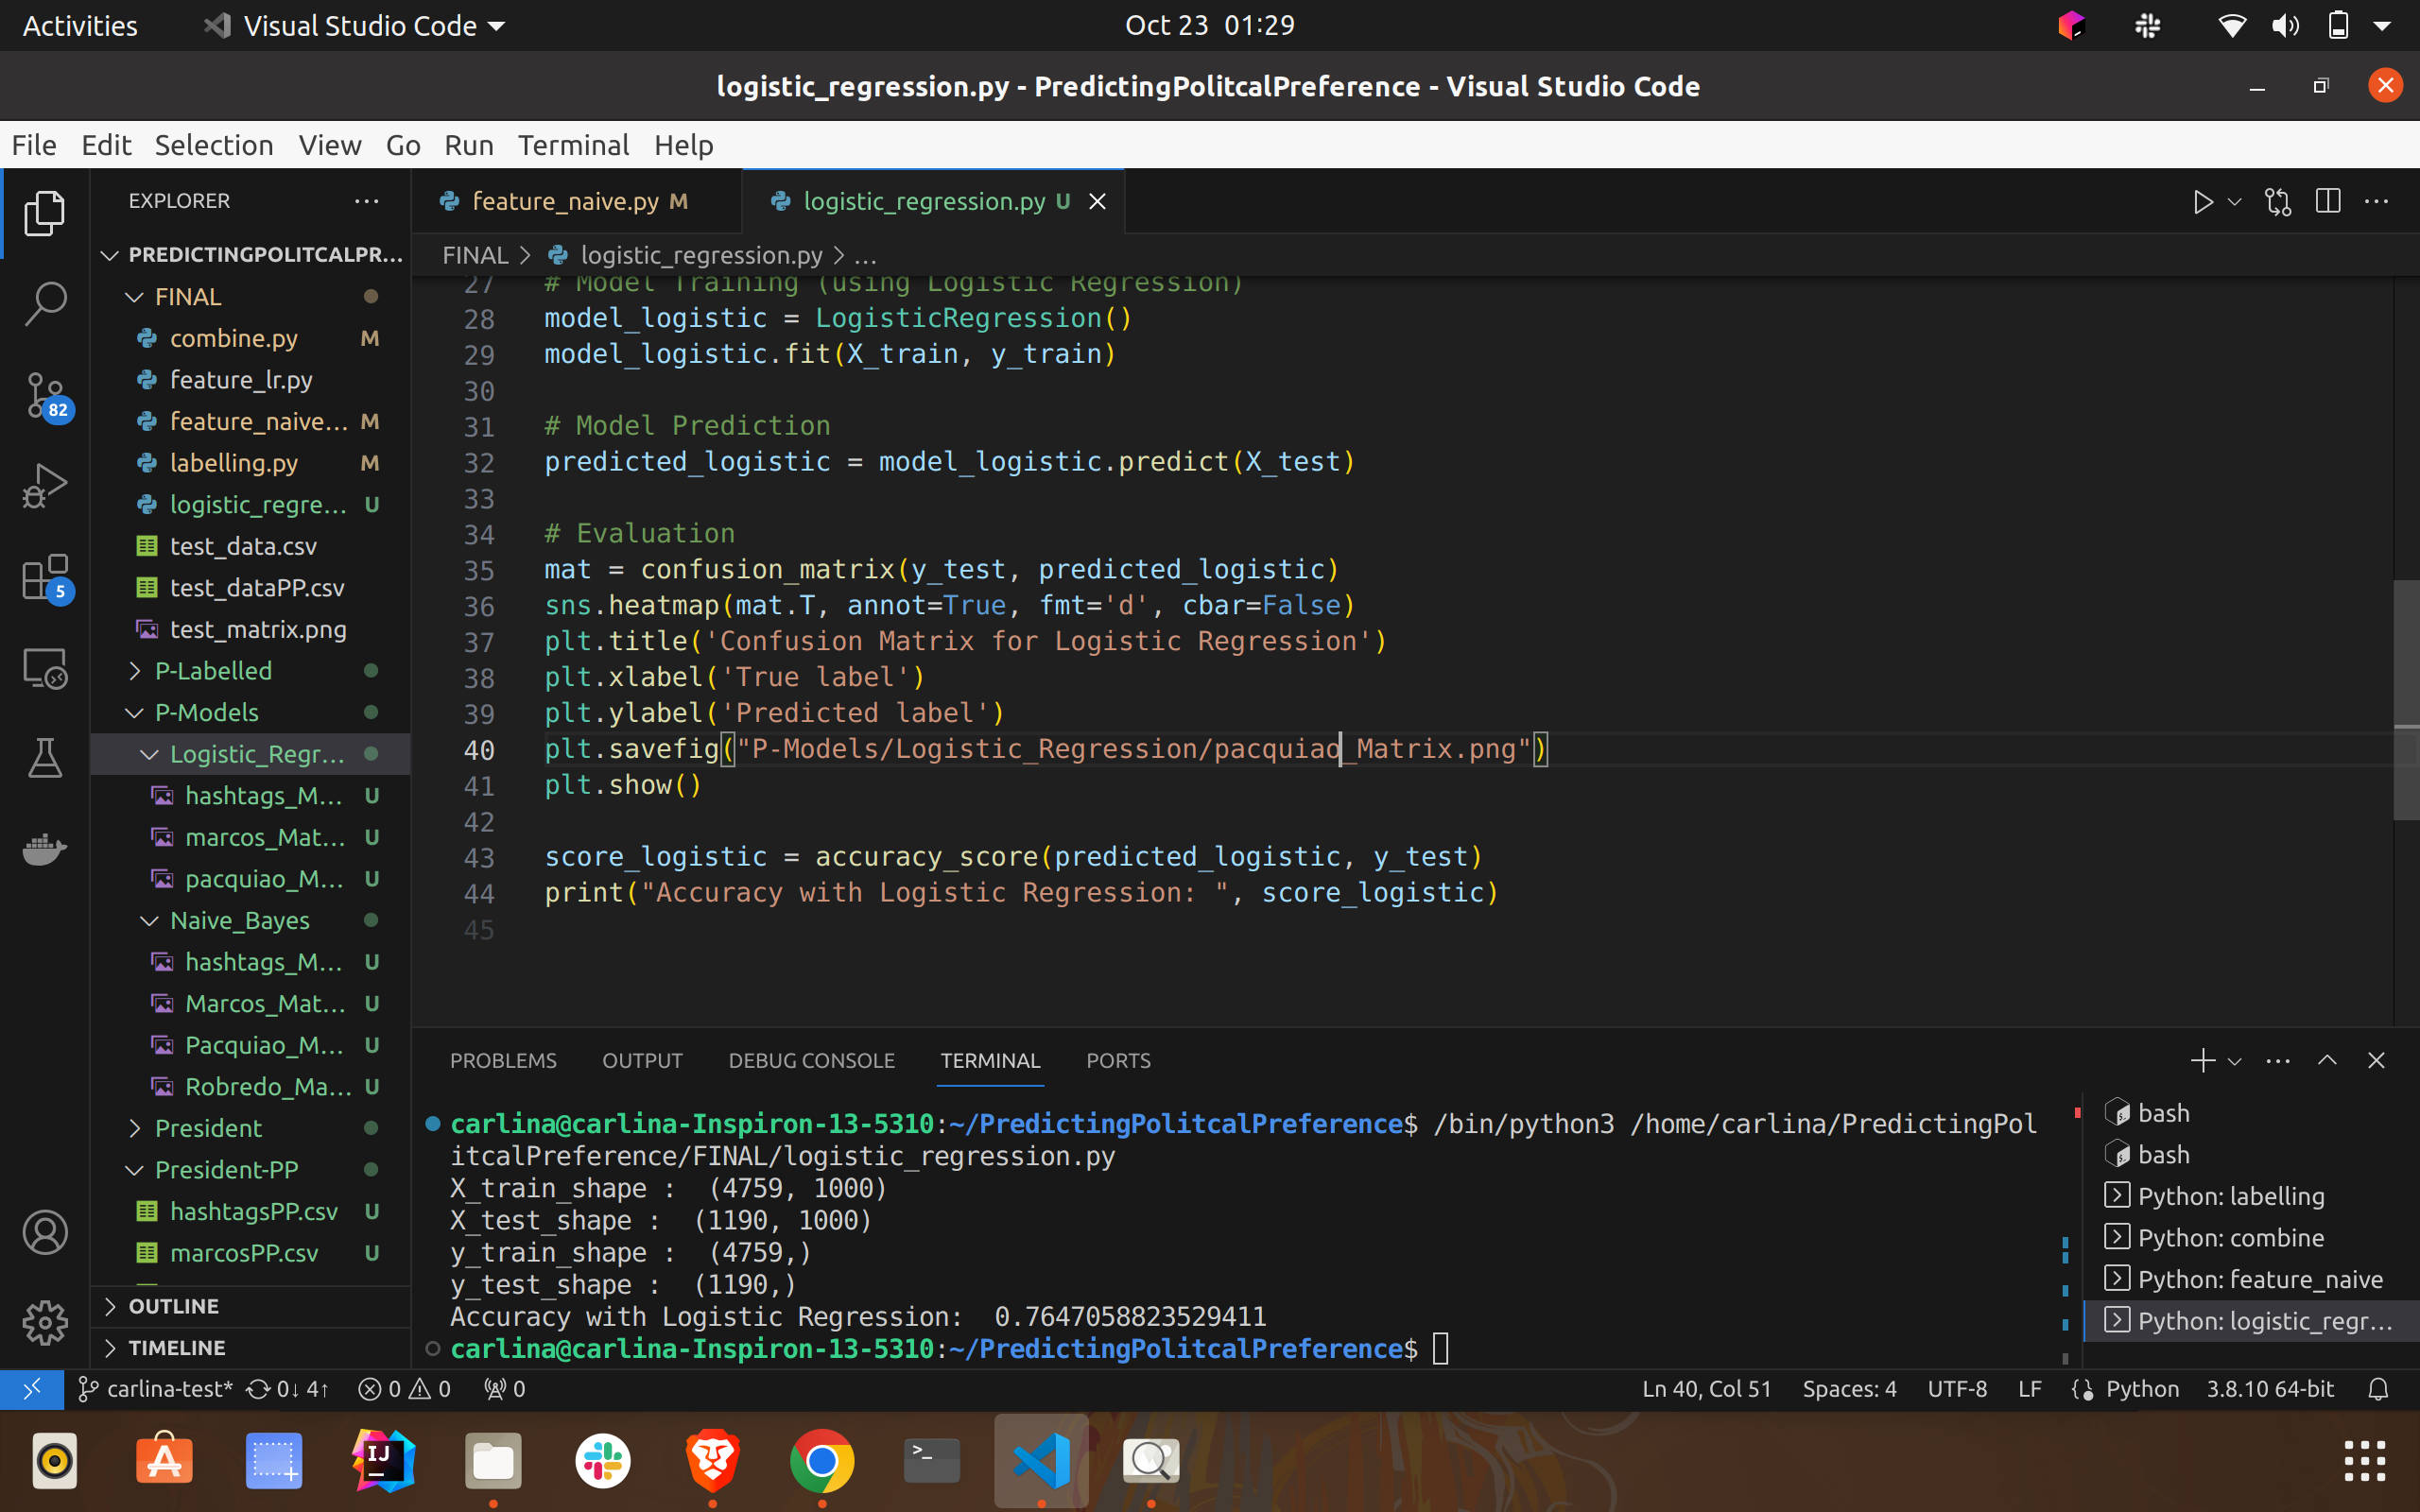 Activities
Visual Studio Code
Oct 23 01:29
logistic_regression.py - PredictingPolitcalPreference - Visual Studio Code
File Edit Selection View Go Run Terminal Help
EXPLORER
PREDICTINGPOLITCALPR...
FINAL
combine.py M
feature_lr.py
feature_naive... M
labelling.py M
logistic_regre... U
test_data.csv
test_dataPP.csv
test_matrix.png
P-Labelled
P-Models
Logistic_Regr...
hashtags_M... U
marcos_Mat... U
pacquiao_M... U
Naive_Bayes
hashtags_M... U
Marcos_Mat... U
Pacquiao_M... U
Robredo_Ma... U
President
President-PP
hashtagsPP.csv U
marcosPP.csv U
OUTLINE
TIMELINE
82
5
feature_naive.py M
logistic_regression.py U
FINAL > logistic_regression.py > ...
27 # Model Training (using Logistic Regression)
28 model_logistic = LogisticRegression()
29 model_logistic.fit(X_train, y_train)
30
31 # Model Prediction
32 predicted_logistic = model_logistic.predict(X_test)
33
34 # Evaluation
35 mat = confusion_matrix(y_test, predicted_logistic)
36 sns.heatmap(mat.T, annot=True, fmt='d', cbar=False)
37 plt.title('Confusion Matrix for Logistic Regression')
38 plt.xlabel('True label')
39 plt.ylabel('Predicted label')
40 plt.savefig("P-Models/Logistic_Regression/pacquiao_Matrix.png")
41 plt.show()
42
43 score_logistic = accuracy_score(predicted_logistic, y_test)
44 print("Accuracy with Logistic Regression: ", score_logistic)
45
PROBLEMS OUTPUT DEBUG CONSOLE TERMINAL PORTS
carlina@carlina-Inspiron-13-5310:~/PredictingPolitcalPreference$ /bin/python3 /home/carlina/PredictingPol
itcalPreference/FINAL/logistic_regression.py
X_train_shape :  (4759, 1000)
X_test_shape :  (1190, 1000)
y_train_shape :  (4759,)
y_test_shape :  (1190,)
Accuracy with Logistic Regression:  0.7647058823529411
carlina@carlina-Inspiron-13-5310:~/PredictingPolitcalPreference$
bash
bash
Python: labelling
Python: combine
Python: feature_naive
Python: logistic_regr...
carlina-test* 0↓ 4↑ 0 0 0
Ln 40, Col 51 Spaces: 4 UTF-8 LF Python 3.8.10 64-bit
IJ